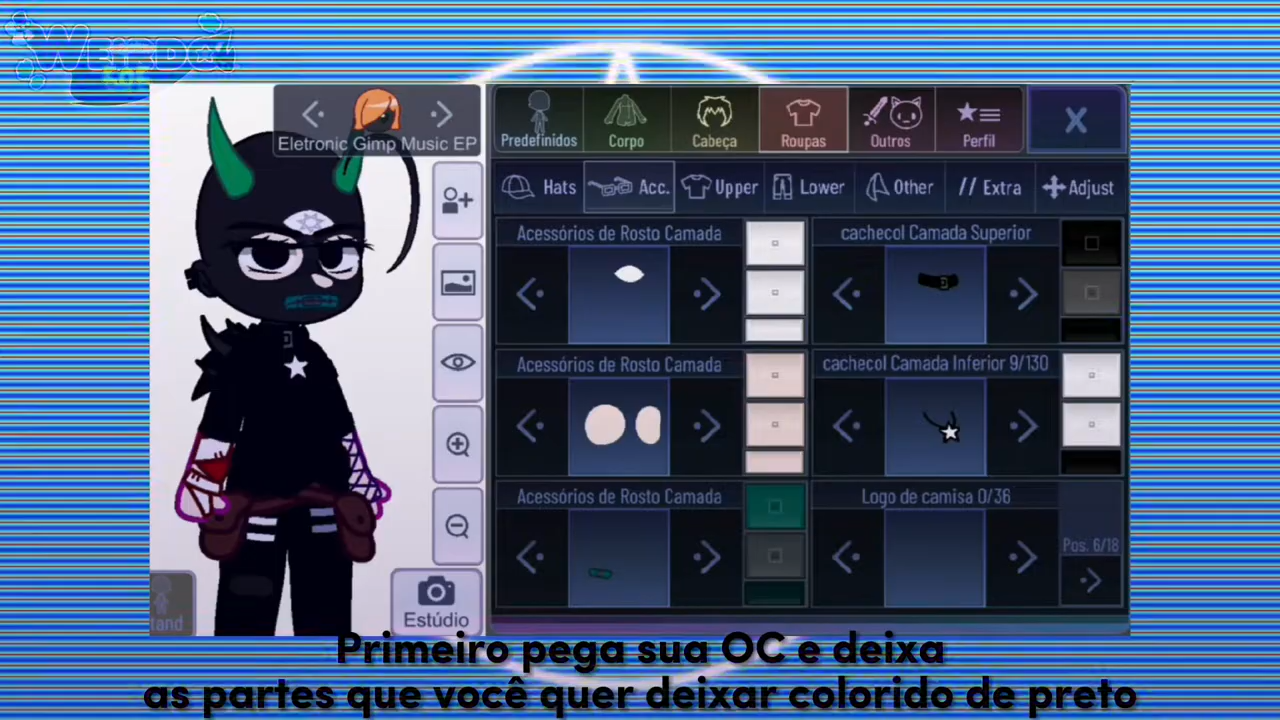 WEIRDO
Eletronic Gimp Music EP
Predefinidos
Corpo
Cabeça
Roupas
Outros
Perfil
X
Hats
Acc.
Upper
Lower
Other
Extra
Adjust
Acessórios de Rosto Camada
cachecol Camada Superior
Acessórios de Rosto Camada
cachecol Camada Inferior 9/130
Acessórios de Rosto Camada
Logo de camisa 0/36
Pos. 6/18
tand
Estúdio
Primeiro pega sua OC e deixa
as partes que você quer deixar colorido de preto